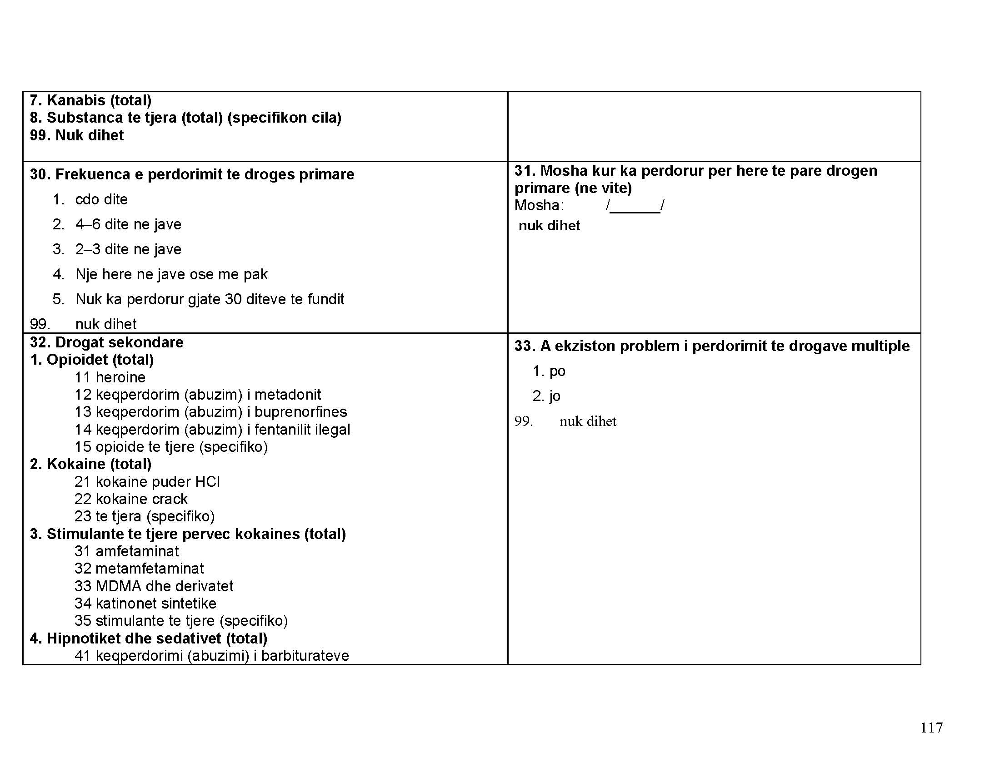 7. Kanabis (total)
8. Substanca te tjera (total) (specifikon cila)
99. Nuk dihet
30. Frekuenca e perdorimit te droges primare
1. cdo dite
2. 4–6 dite ne jave
3. 2–3 dite ne jave
4. Nje here ne jave ose me pak
5. Nuk ka perdorur gjate 30 diteve te fundit
99. nuk dihet
31. Mosha kur ka perdorur per here te pare drogen
primare (ne vite)
Mosha: /______/
nuk dihet
32. Drogat sekondare
1. Opioidet (total)
11 heroine
12 keqperdorim (abuzim) i metadonit
13 keqperdorim (abuzim) i buprenorfines
14 keqperdorim (abuzim) i fentanilit ilegal
15 opioide te tjere (specifiko)
2. Kokaine (total)
21 kokaine puder HCl
22 kokaine crack
23 te tjera (specifiko)
3. Stimulante te tjere pervec kokaines (total)
31 amfetaminat
32 metamfetaminat
33 MDMA dhe derivatet
34 katinonet sintetike
35 stimulante te tjere (specifiko)
4. Hipnotiket dhe sedativet (total)
41 keqperdorimi (abuzimi) i barbiturateve
33. A ekziston problem i perdorimit te drogave multiple
1. po
2. jo
99. nuk dihet
117